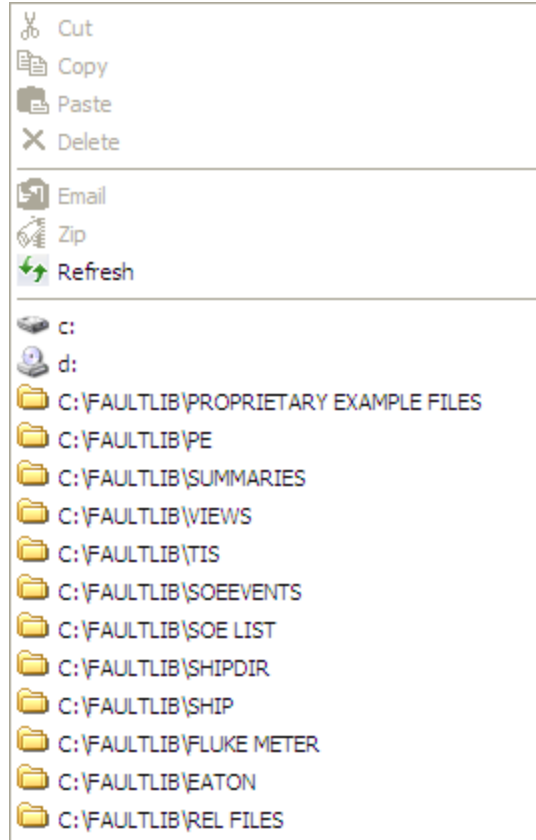 Cut
Copy
Paste
Delete
Email
Zip
Refresh
c:
d:
C:\FAULTLIB\PROPRIETARY EXAMPLE FILES
C:\FAULTLIB\PE
C:\FAULTLIB\SUMMARIES
C:\FAULTLIB\VIEWS
C:\FAULTLIB\TIS
C:\FAULTLIB\SOEEVENTS
C:\FAULTLIB\SOE LIST
C:\FAULTLIB\SHIPDIR
C:\FAULTLIB\SHIP
C:\FAULTLIB\FLUKE METER
C:\FAULTLIB\EATON
C:\FAULTLIB\REL FILES